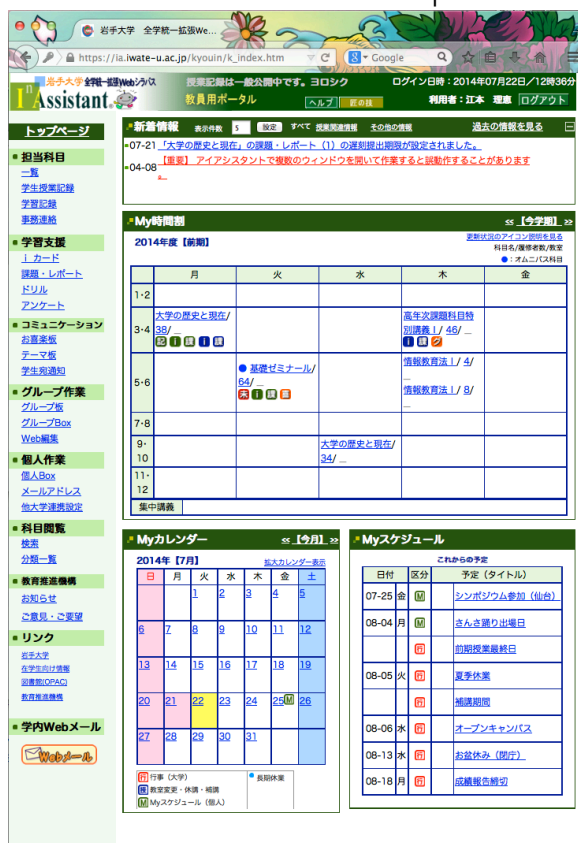 岩手大学 全学統一拡張We...
https://ia.iwate-u.ac.jp/kyouin/k_index.htm
Google
岩手大学全学統一拡張Webシラバス
In Assistant.
授業記録は一般公開中です。ヨロシク
ログイン日時：2014年07月22日／12時36分
教員用ポータル
ヘルプ
匠の技
利用者：江本 理恵
ログアウト
トップページ
担当科目
一覧
学生授業記録
学習記録
事務連絡
学習支援
i カード
課題・レポート
ドリル
アンケート
コミュニケーション
お喜楽板
テーマ板
学生宛通知
グループ作業
グループ板
グループBox
Web編集
個人作業
個人Box
メールアドレス
他大学連携設定
科目閲覧
検索
分類一覧
教育推進機構
お知らせ
ご意見・ご要望
リンク
岩手大学
在学生向け情報
図書館(OPAC)
教育推進機構
学内Webメール
Webメール
新着情報 表示件数 5 設定 すべて 授業関連情報 その他の情報 過去の情報を見る
07-21 「大学の歴史と現在」の課題・レポート（1）の遅刻提出期限が設定されました。
04-08 【重要】 アイアシスタントで複数のウィンドウを開いて作業すると誤動作することがあります
。
My時間割 << 【今学期】 >>
2014年度【前期】
更新状況のアイコン説明を見る
科目名/履修者数/教室
●：オムニバス科目
月 火 水 木 金
1･2
3･4
大学の歴史と現在/
38/ _
記 i 課 i 課
高年次課題科目特
別講義Ⅰ/ 46/ _
i 課 グ
5･6
● 基礎ゼミナール/
64/ _
未 i 課 言
情報教育法Ⅰ/ 4/
_
情報教育法Ⅰ/ 8/
_
7･8
9･
10
大学の歴史と現在/
34/ _
11･
12
集中講義
Myカレンダー << 【今月】 >>
2014年【7月】 拡大カレンダー表示
日 月 火 水 木 金 土
1 2 3 4 5
6 7 8 9 10 11 12
13 14 15 16 17 18 19
20 21 22 23 24 25 M 26
27 28 29 30 31
行 行事（大学）
● 長期休業
授 教室変更・休講・補講
M Myスケジュール（個人）
Myスケジュール
これからの予定
日付 区分 予定（タイトル）
07-25 金 M シンポジウム参加（仙台）
08-04 月 M さんさ踊り出場日
行 前期授業最終日
08-05 火 行 夏季休業
行 補講期間
08-06 水 行 オープンキャンパス
08-13 水 行 お盆休み（閉庁）
08-18 月 行 成績報告締切